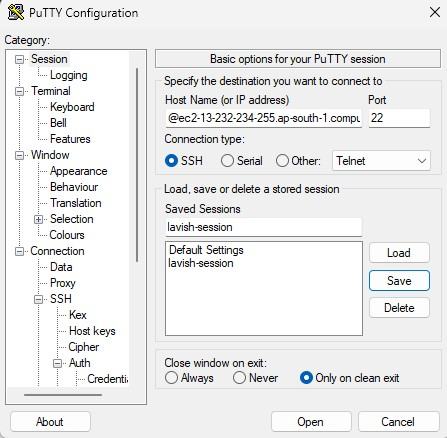 PuTTY Configuration
Category:
Session
Logging
Terminal
Keyboard
Bell
Features
Window
Appearance
Behaviour
Translation
Selection
Colours
Connection
Data
Proxy
SSH
Kex
Host keys
Cipher
Auth
Credenti
Basic options for your PuTTY session
Specify the destination you want to connect to
Host Name (or IP address) Port
@ec2-13-232-234-255.ap-south-1.compu 22
Connection type:
SSH Serial Other: Telnet
Load, save or delete a stored session
Saved Sessions
lavish-session
Default Settings
lavish-session
Load
Save
Delete
Close window on exit:
Always Never Only on clean exit
About Open Cancel